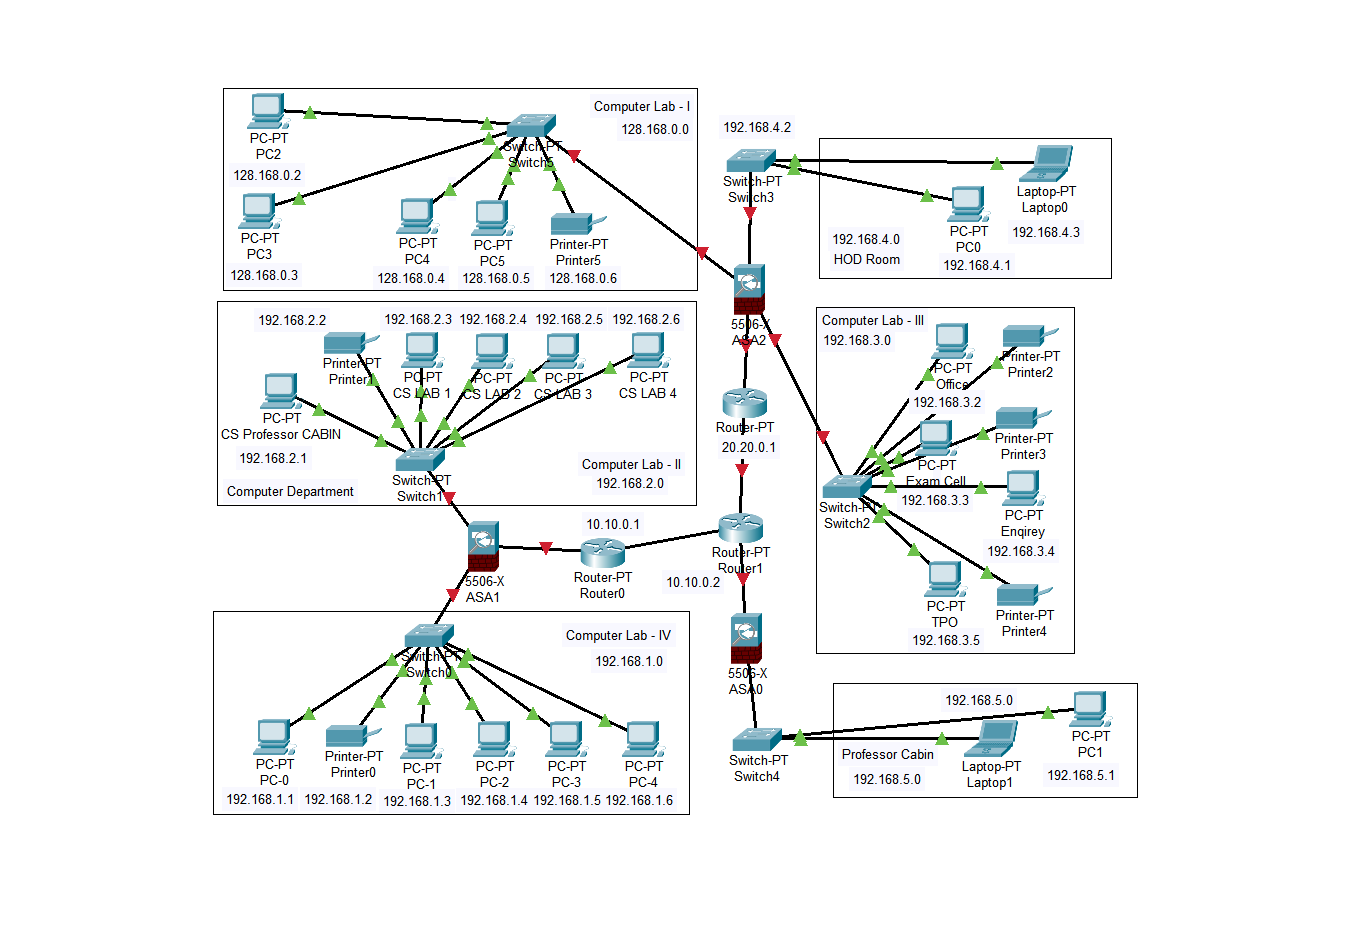 Computer Lab - I
128.168.0.0
PC-PT
PC2
128.168.0.2
PC-PT
PC3
128.168.0.3
PC-PT
PC4
128.168.0.4
PC-PT
PC5
128.168.0.5
Printer-PT
Printer5
128.168.0.6
Switch-PT
Switch5
192.168.4.2
Switch-PT
Switch3
Laptop-PT
Laptop0
192.168.4.3
PC-PT
PC0
192.168.4.1
192.168.4.0
HOD Room
5506-X
ASA2
192.168.2.2
192.168.2.3
192.168.2.4
192.168.2.5
192.168.2.6
Printer-PT
Printer1
PC-PT
CS LAB 1
PC-PT
CS LAB 2
PC-PT
CS LAB 3
PC-PT
CS LAB 4
PC-PT
CS Professor CABIN
192.168.2.1
Computer Department
Switch-PT
Switch1
Computer Lab - II
192.168.2.0
Router-PT
20.20.0.1
Computer Lab - III
192.168.3.0
PC-PT
Office
192.168.3.2
Printer-PT
Printer2
Printer-PT
Printer3
PC-PT
Exam Cell
192.168.3.3
Switch-PT
Switch2
PC-PT
Enqirey
192.168.3.4
PC-PT
TPO
192.168.3.5
Printer-PT
Printer4
5506-X
ASA1
10.10.0.1
Router-PT
Router0
Router-PT
Router1
10.10.0.2
5506-X
ASA0
Computer Lab - IV
192.168.1.0
Switch-PT
Switch0
PC-PT
PC-0
192.168.1.1
Printer-PT
Printer0
192.168.1.2
PC-PT
PC-1
192.168.1.3
PC-PT
PC-2
192.168.1.4
PC-PT
PC-3
192.168.1.5
PC-PT
PC-4
192.168.1.6
Switch-PT
Switch4
192.168.5.0
Professor Cabin
192.168.5.0
Laptop-PT
Laptop1
PC-PT
PC1
192.168.5.1